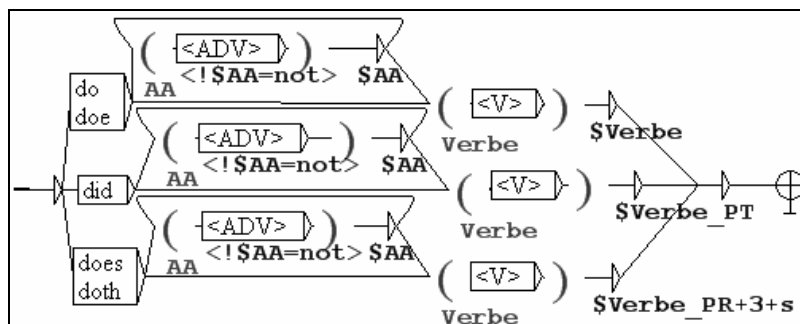 ( <ADV> )
AA <!$AA=not> $AA
do
doe
( <V> )
Verbe $Verbe
( <ADV> )
AA <!$AA=not> $AA
did
( <V> )
Verbe $Verbe_PT
( <ADV> )
AA <!$AA=not> $AA
does
doth
( <V> )
Verbe $Verbe_PR+3+s